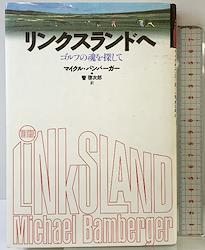 リンクスランドへ
ゴルフの魂を探して
マイクル・バンバーガー
菅 啓次郎
訳
TO THE
LINKSLAND
Michael Bamberger